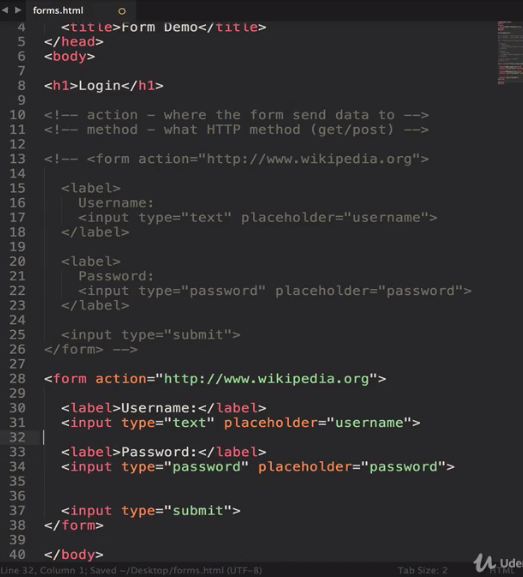 forms.html
4 <title>Form Demo</title>
5 </head>
6 <body>
7
8 <h1>Login</h1>
9
10 <!-- action - where the form send data to -->
11 <!-- method - what HTTP method (get/post) -->
12
13 <!-- <form action="http://www.wikipedia.org">
14
15 <label>
16 Username:
17 <input type="text" placeholder="username">
18 </label>
19
20 <label>
21 Password:
22 <input type="password" placeholder="password">
23 </label>
24
25 <input type="submit">
26 </form> -->
27
28 <form action="http://www.wikipedia.org">
29
30 <label>Username:</label>
31 <input type="text" placeholder="username">
32
33 <label>Password:</label>
34 <input type="password" placeholder="password">
35
36
37 <input type="submit">
38 </form>
39
40 </body>
Line 32, Column 1; Saved ~/Desktop/forms.html (UTF-8) Tab Size: 2 HTML
Ude